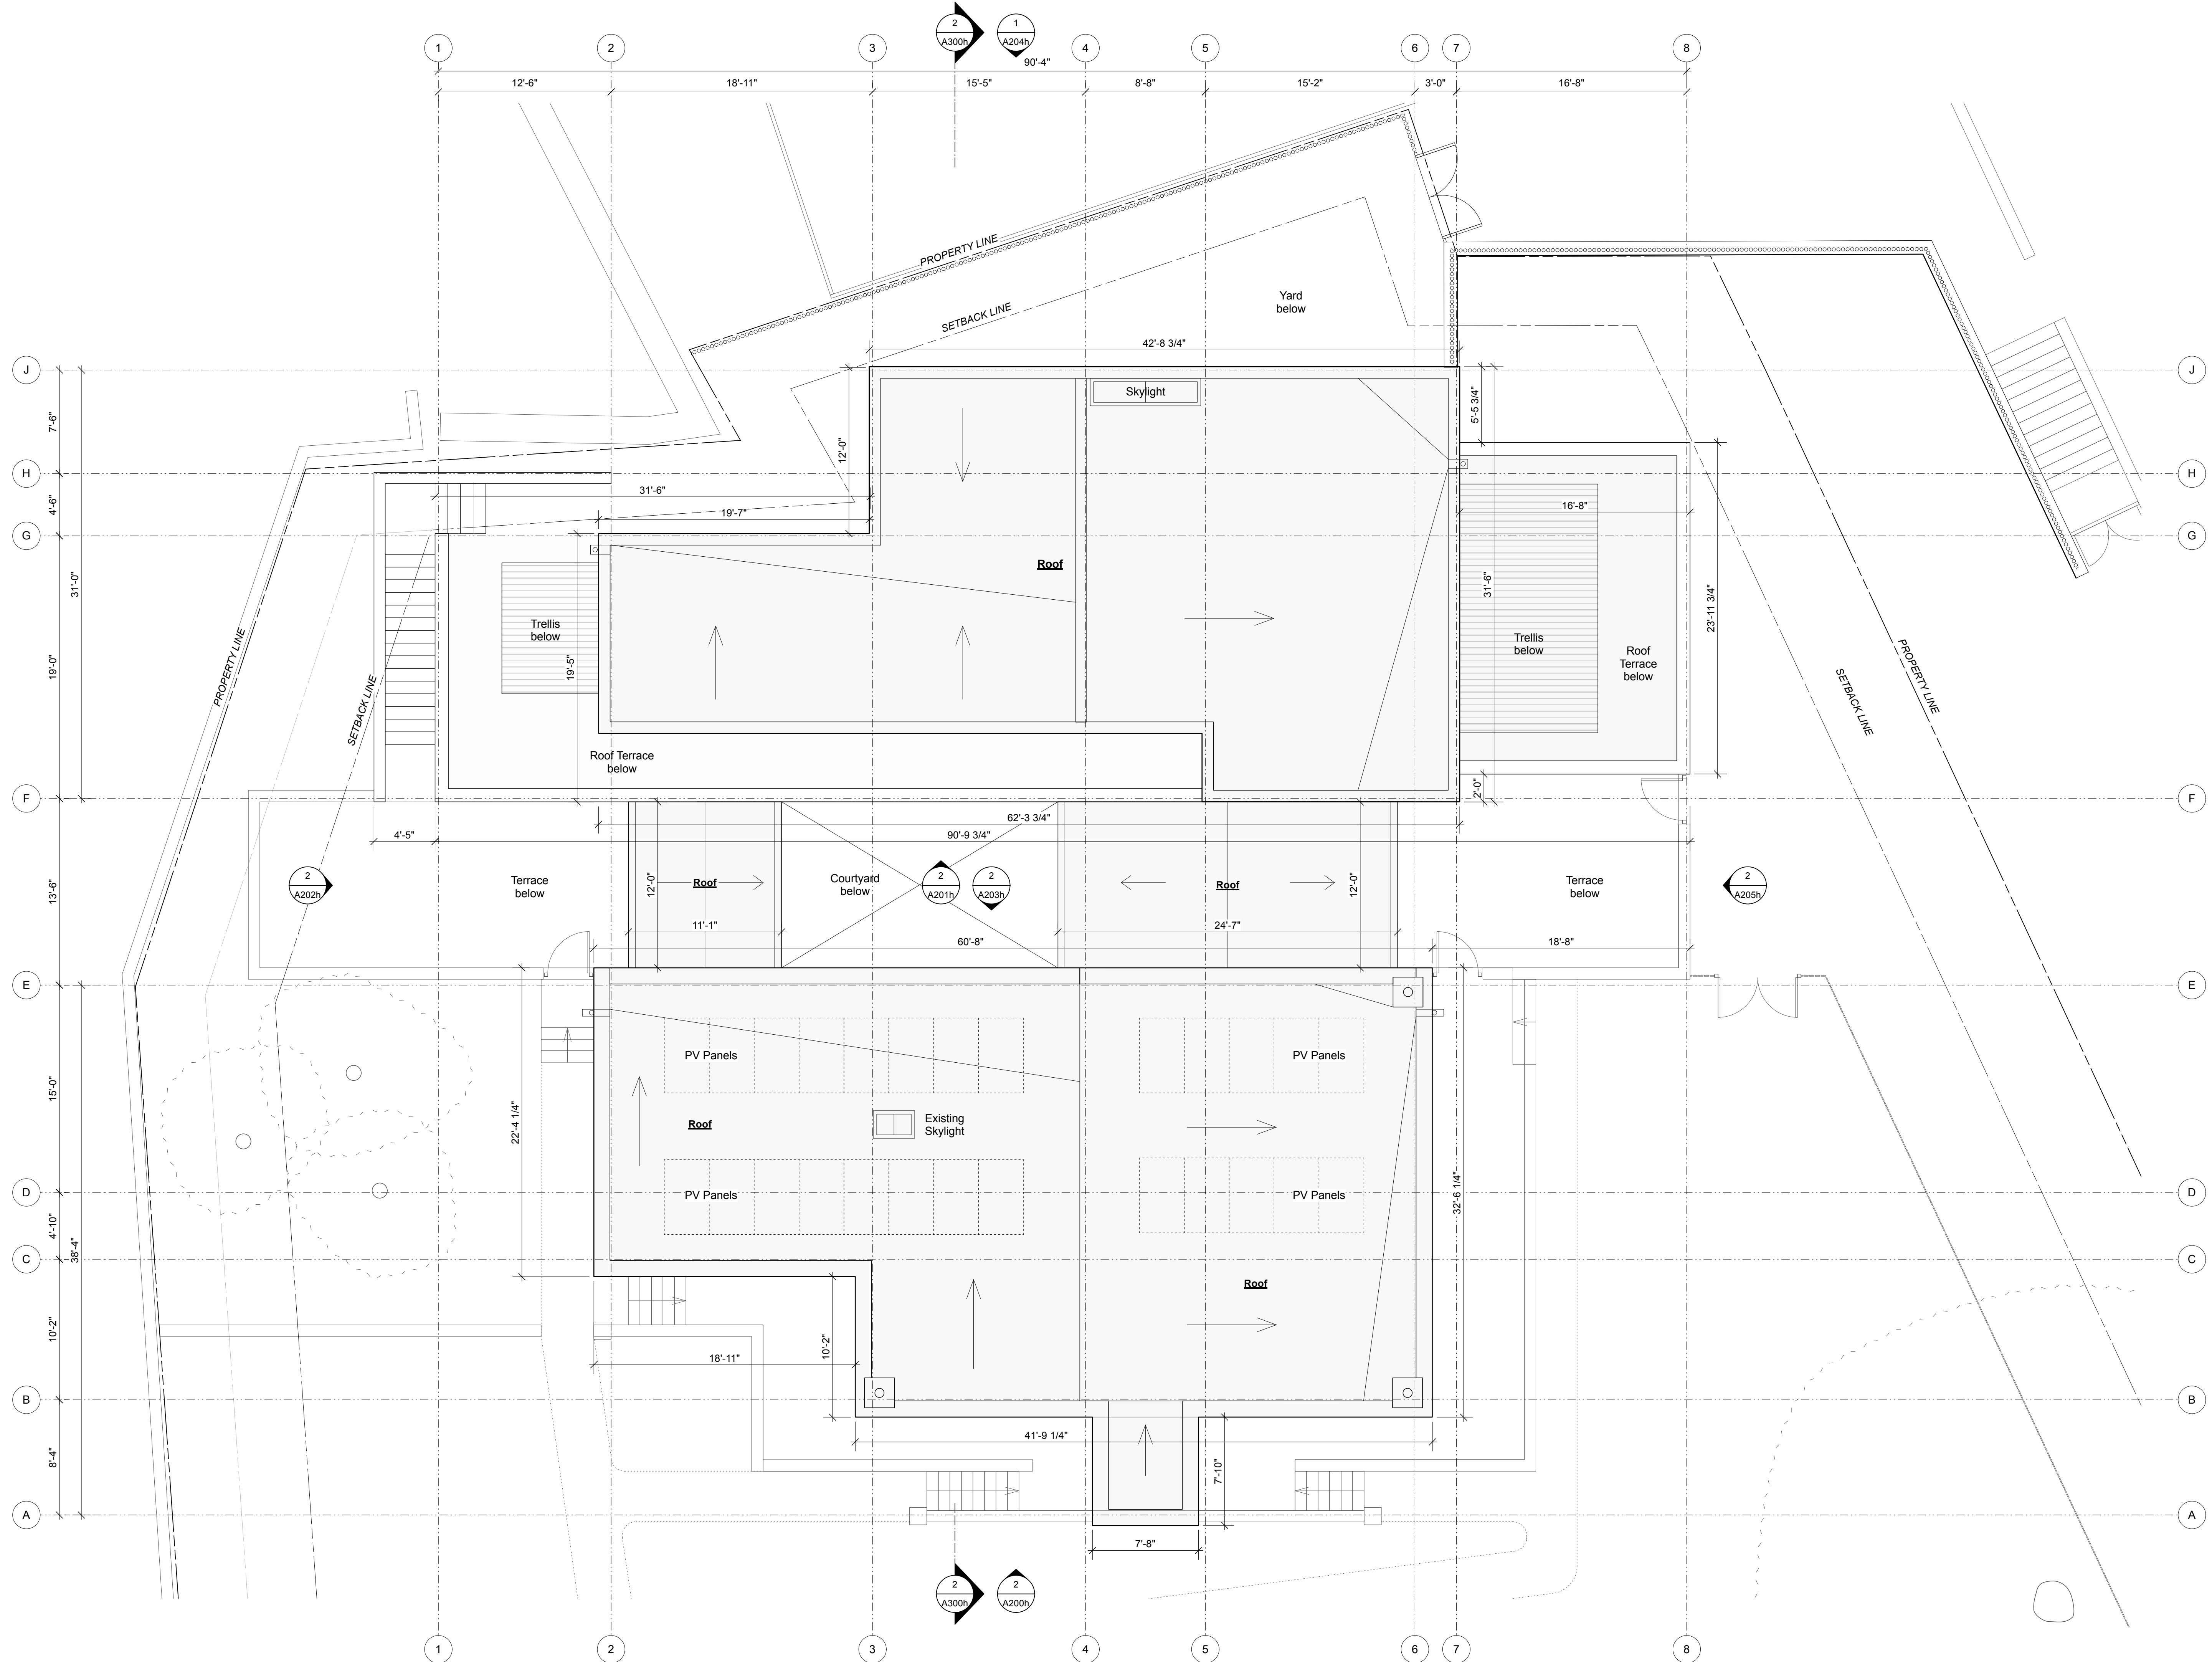 2
A300h
1
A204h
1
2
3
4
5
6
7
8
90'-4"
12'-6"
18'-11"
15'-5"
8'-8"
15'-2"
3'-0"
16'-8"
PROPERTY LINE
SETBACK LINE
Yard
below
42'-8 3/4"
J
J
Skylight
7'-6"
5'-5 3/4"
12'-0"
H
H
31'-6"
4'-6"
19'-7"
16'-8"
G
G
Roof
31'-0"
31'-6"
23'-11 3/4"
Trellis
below
Trellis
below
Roof
Terrace
below
19'-0"
19'-5"
PROPERTY LINE
SETBACK LINE
PROPERTY LINE
SETBACK LINE
Roof Terrace
below
2'-0"
F
F
62'-3 3/4"
4'-5"
90'-9 3/4"
2
A202h
Terrace
below
12'-0"
Roof
Courtyard
below
2
A201h
2
A203h
Roof
12'-0"
Terrace
below
2
A205h
13'-6"
11'-1"
24'-7"
60'-8"
18'-8"
E
E
PV Panels
PV Panels
15'-0"
22'-4 1/4"
Roof
Existing
Skylight
D
D
PV Panels
PV Panels
32'-6 1/4"
4'-10"
38'-4"
C
C
Roof
10'-2"
10'-2"
18'-11"
B
B
41'-9 1/4"
8'-4"
7'-10"
A
A
7'-8"
2
A300h
2
A200h
1
2
3
4
5
6
7
8